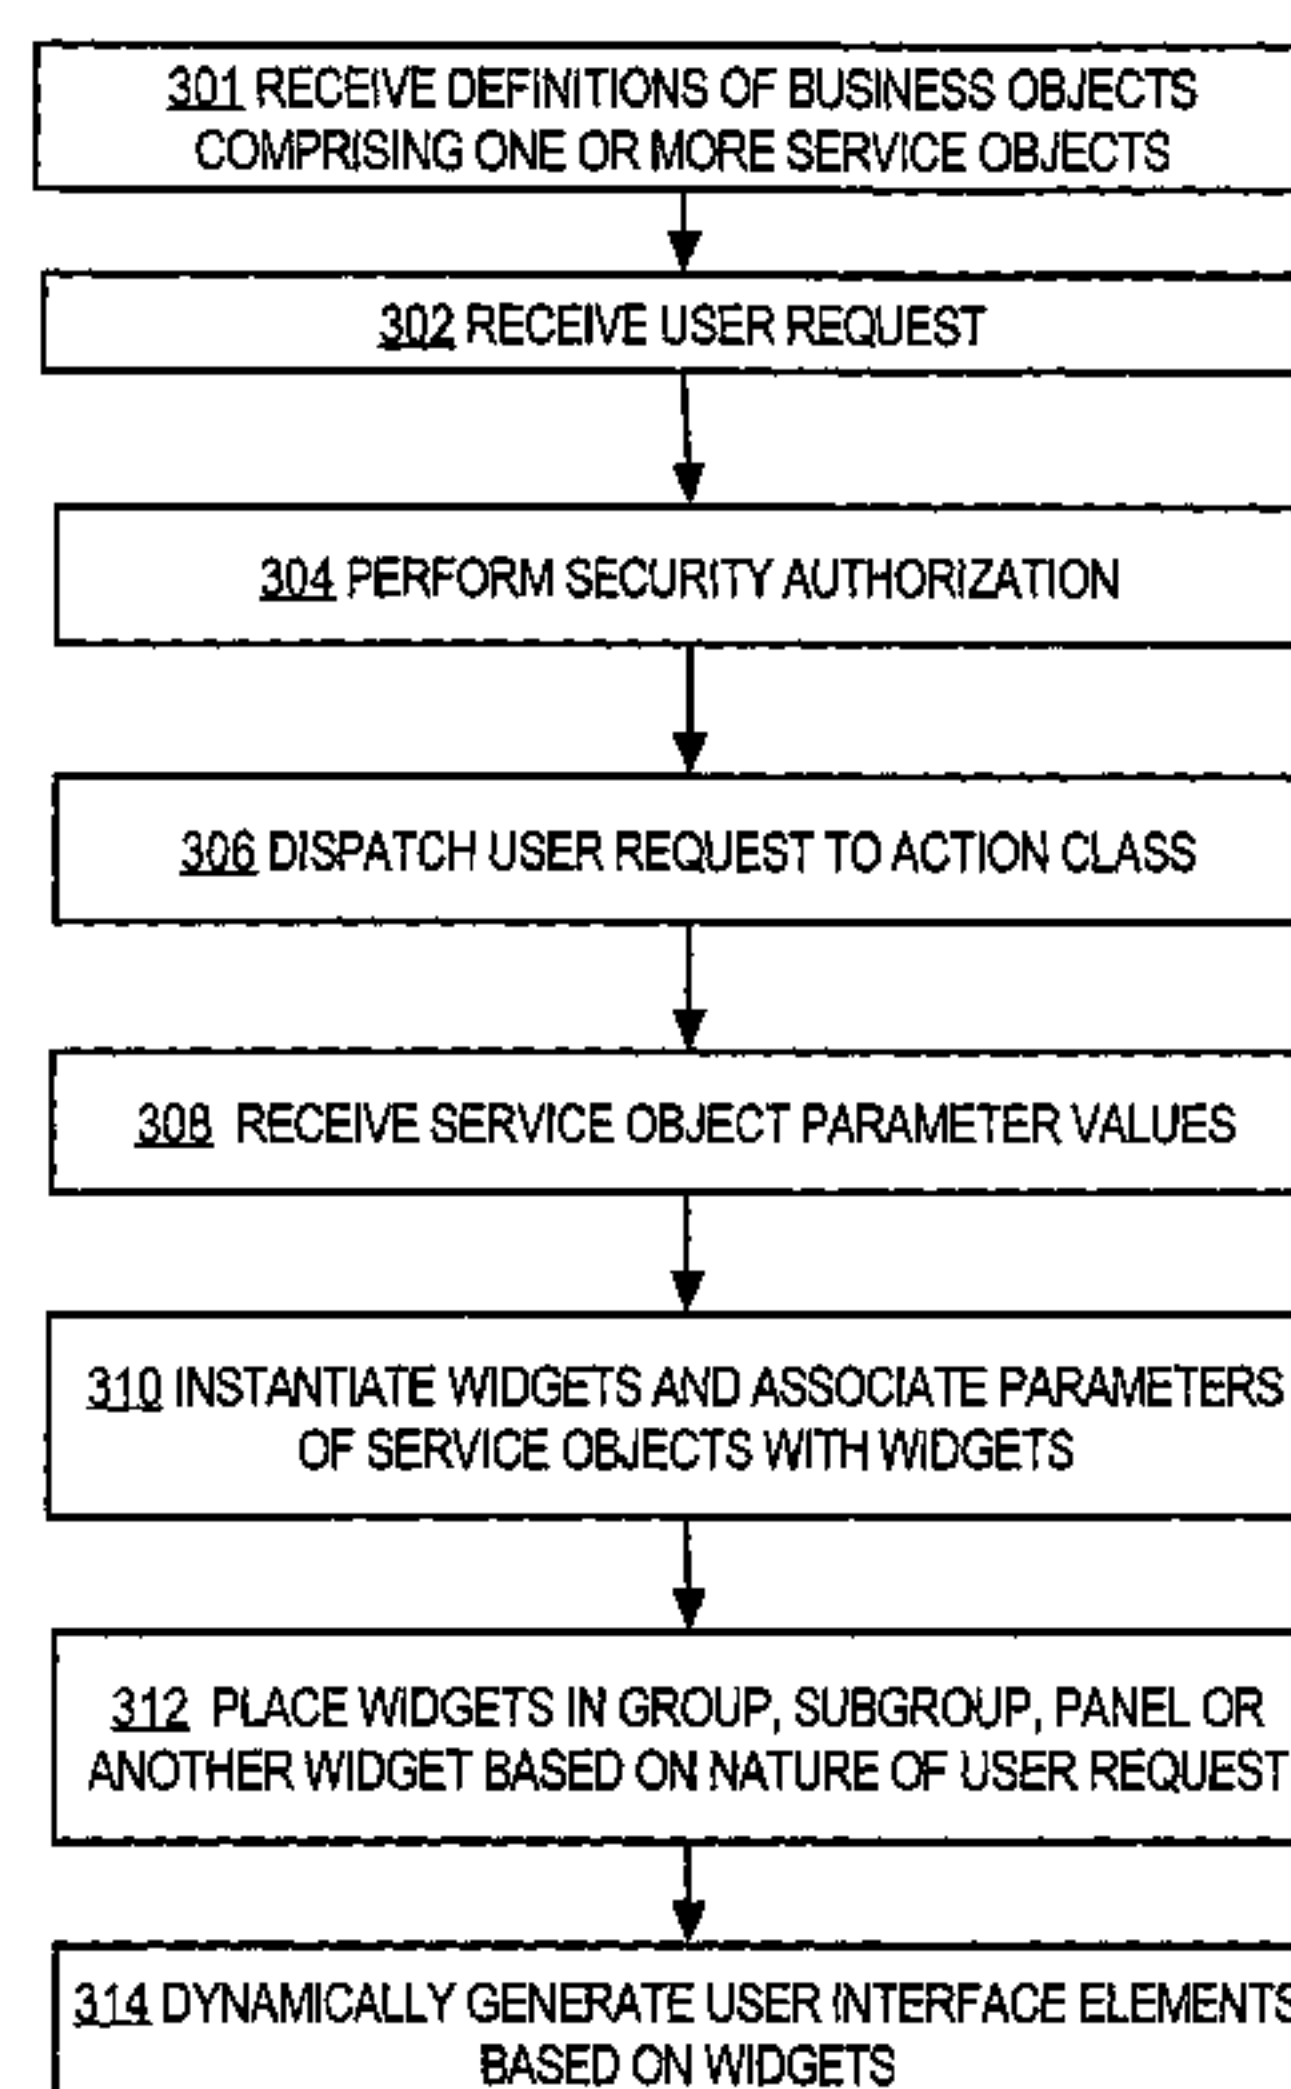 301 RECEIVE DEFINITIONS OF BUSINESS OBJECTS
COMPRISING ONE OR MORE SERVICE OBJECTS
302 RECEIVE USER REQUEST
304 PERFORM SECURITY AUTHORIZATION
306 DISPATCH USER REQUEST TO ACTION CLASS
308 RECEIVE SERVICE OBJECT PARAMETER VALUES
310 INSTANTIATE WIDGETS AND ASSOCIATE PARAMETERS
OF SERVICE OBJECTS WITH WIDGETS
312 PLACE WIDGETS IN GROUP, SUBGROUP, PANEL OR
ANOTHER WIDGET BASED ON NATURE OF USER REQUEST
314 DYNAMICALLY GENERATE USER INTERFACE ELEMENTS
BASED ON WIDGETS